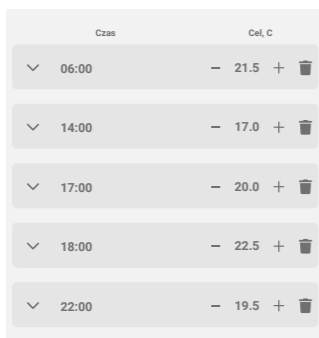 Czas Cel, C
06:00 − 21.5 +
14:00 − 17.0 +
17:00 − 20.0 +
18:00 − 22.5 +
22:00 − 19.5 +